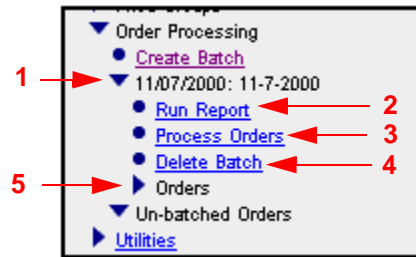 Order Processing
Create Batch
1 11/07/2000: 11-7-2000
Run Report 2
Process Orders 3
Delete Batch 4
5 Orders
Un-batched Orders
Utilities